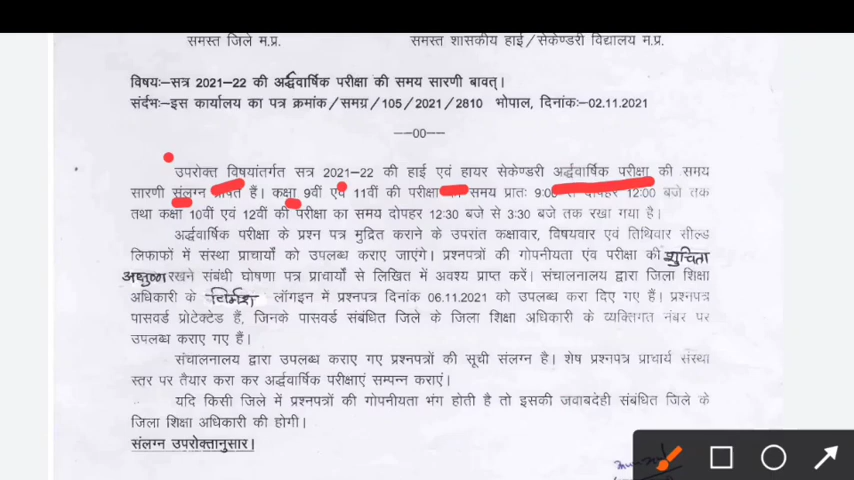 समस्त जिले म.प्र. समस्त शासकीय हाई/सेकेण्डरी विद्यालय म.प्र.
विषयः–सत्र 2021–22 की अर्द्धवार्षिक परीक्षा की समय सारणी बावत्।
संदर्भः–इस कार्यालय का पत्र क्रमांक/समग्र/105/2021/2810 भोपाल, दिनांकः–02.11.2021
––00––
उपरोक्त विषयांतर्गत सत्र 2021–22 की हाई एवं हायर सेकेण्डरी अर्द्धवार्षिक परीक्षा की समय
सारणी संलग्न प्रेषित हैं। कक्षा 9वीं एवं 11वीं की परीक्षा का समय प्रातः 9:00 से दोपहर 12:00 बजे तक
तथा कक्षा 10वीं एवं 12वीं की परीक्षा का समय दोपहर 12:30 बजे से 3:30 बजे तक रखा गया है।
अर्द्धवार्षिक परीक्षा के प्रश्न पत्र मुद्रित कराने के उपरांत कक्षावार, विषयवार एवं तिथिवार सील्ड
लिफाफों में संस्था प्राचार्यो को उपलब्ध कराए जाएंगे। प्रश्नपत्रों की गोपनीयता एंव परीक्षा की शुचिता
अक्षुण्ण रखने संबंधी घोषणा पत्र प्राचार्यो से लिखित में अवश्य प्राप्त करें। संचालनालय द्वारा जिला शिक्षा
अधिकारी के विमर्श लॉगइन में प्रश्नपत्र दिनांक 06.11.2021 को उपलब्ध करा दिए गए हैं। प्रश्नपत्र
पासवर्ड प्रोटेक्टेड हैं, जिनके पासवर्ड संबंधित जिले के जिला शिक्षा अधिकारी के व्यक्तिगत नंबर पर
उपलब्ध कराए गए हैं।
संचालनालय द्वारा उपलब्ध कराए गए प्रश्नपत्रों की सूची संलग्न है। शेष प्रश्नपत्र प्राचार्य संस्था
स्तर पर तैयार करा कर अर्द्धवार्षिक परीक्षाएं सम्पन्न कराएं।
यदि किसी जिले में प्रश्नपत्रों की गोपनीयता भंग होती है तो इसकी जवाबदेही संबंधित जिले के
जिला शिक्षा अधिकारी की होगी।
संलग्न उपरोक्तानुसार।